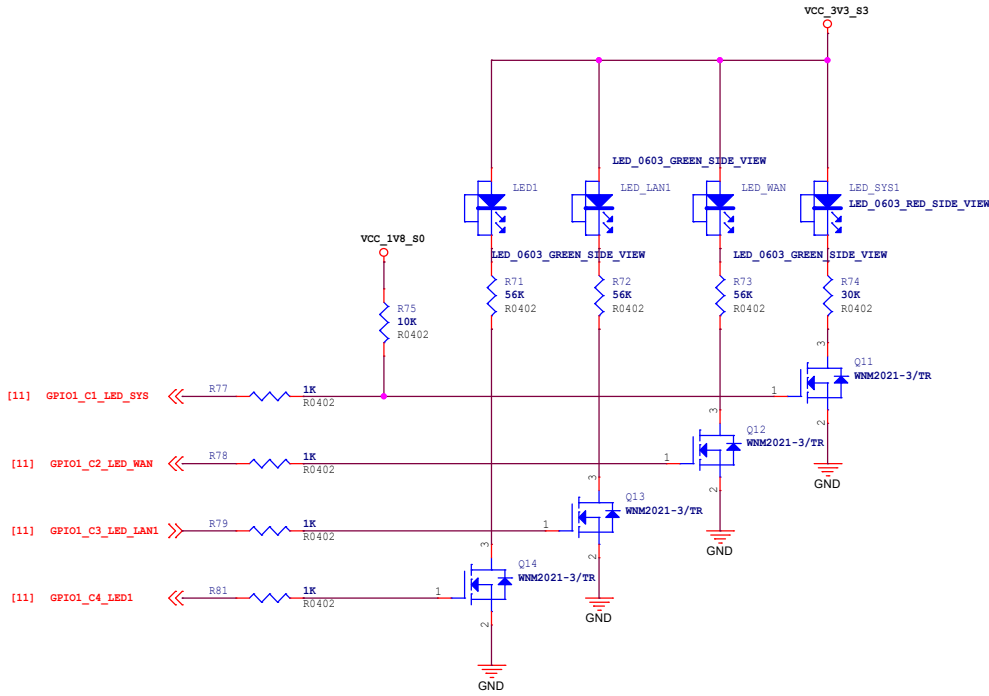 VCC_3V3_S3
LED_0603_GREEN_SIDE_VIEW
LED1
LED_LAN1
LED_WAN
LED_SYS1
LED_0603_RED_SIDE_VIEW
VCC_1V8_S0
LED_0603_GREEN_SIDE_VIEW
LED_0603_GREEN_SIDE_VIEW
R71
56K
R0402
R72
56K
R0402
R73
56K
R0402
R74
30K
R0402
R75
10K
R0402
3
Q11
WNM2021-3/TR
1
2
GND
[11] GPIO1_C1_LED_SYS
R77
1K
R0402
3
Q12
WNM2021-3/TR
1
2
GND
[11] GPIO1_C2_LED_WAN
R78
1K
R0402
3
Q13
WNM2021-3/TR
1
2
GND
[11] GPIO1_C3_LED_LAN1
R79
1K
R0402
3
Q14
WNM2021-3/TR
1
2
GND
[11] GPIO1_C4_LED1
R81
1K
R0402